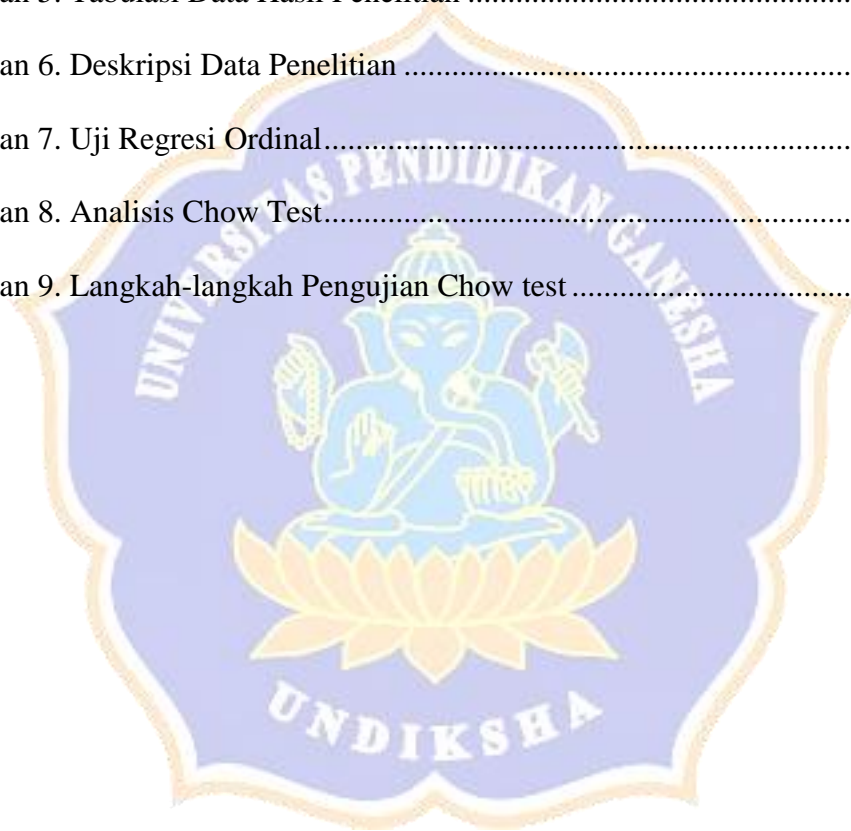 an 5. Tabulasi Data Hasil Penelitian ........................................
an 6. Deskripsi Data Penelitian ................................................
an 7. Uji Regresi Ordinal.........................................................
an 8. Analisis Chow Test.........................................................
an 9. Langkah-langkah Pengujian Chow test ..............................
UNIVERSITAS PENDIDIKAN GANESHA
UNDIKSHA